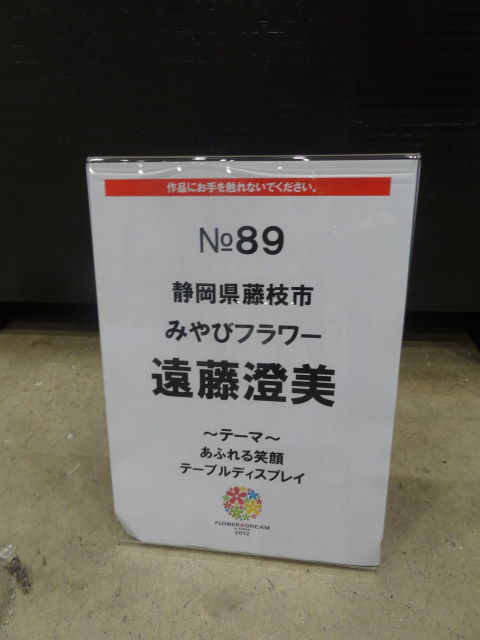 作品にお手を触れないでください。
№89
静岡県藤枝市
みやびフラワー
遠藤澄美
～テーマ～
あふれる笑顔
テーブルディスプレイ
FLOWER DREAM
2012